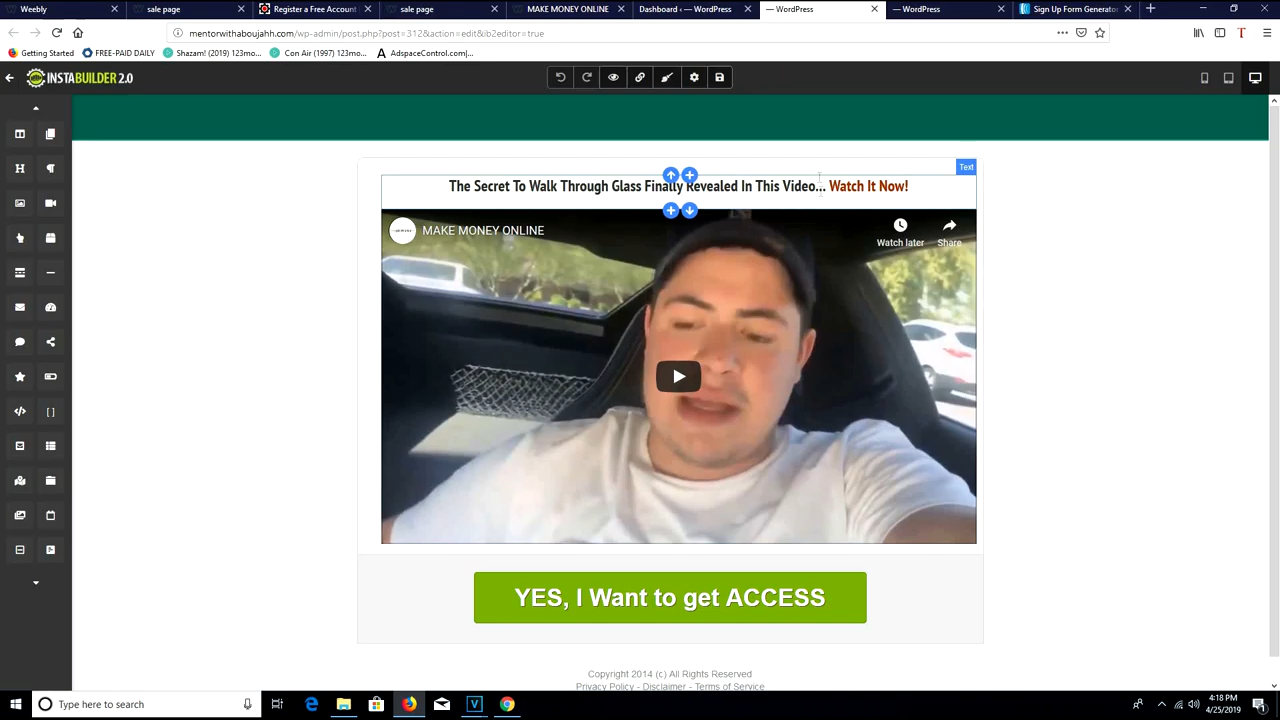 Weebly
sale page
Register a Free Account
sale page
MAKE MONEY ONLINE
Dashboard ‹ — WordPress
— WordPress
— WordPress
Sign Up Form Generator
mentorwithaboujahh.com/wp-admin/post.php?post=312&action=edit&ib2editor=true
Getting Started
FREE-PAID DAILY
Shazam! (2019) 123mo...
Con Air (1997) 123mo...
AdspaceControl.com|...
INSTABUILDER 2.0
Text
The Secret To Walk Through Glass Finally Revealed In This Video... Watch It Now!
MAKE MONEY ONLINE
Watch later
Share
YES, I Want to get ACCESS
Copyright 2014 (c) All Rights Reserved
Privacy Policy - Disclaimer - Terms of Service
Type here to search
4:18 PM
4/25/2019